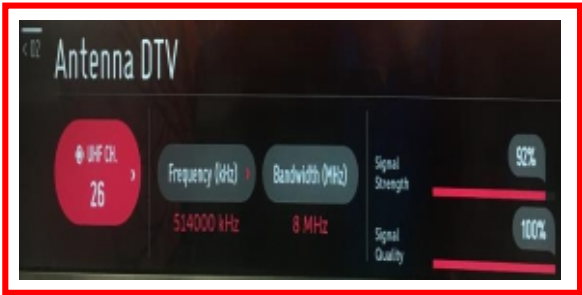 < 02
Antenna DTV
UHF CH.
26
Frequency (kHz)
514000 kHz
Bandwidth (MHz)
8 MHz
Signal
Strength
92%
Signal
Quality
100%